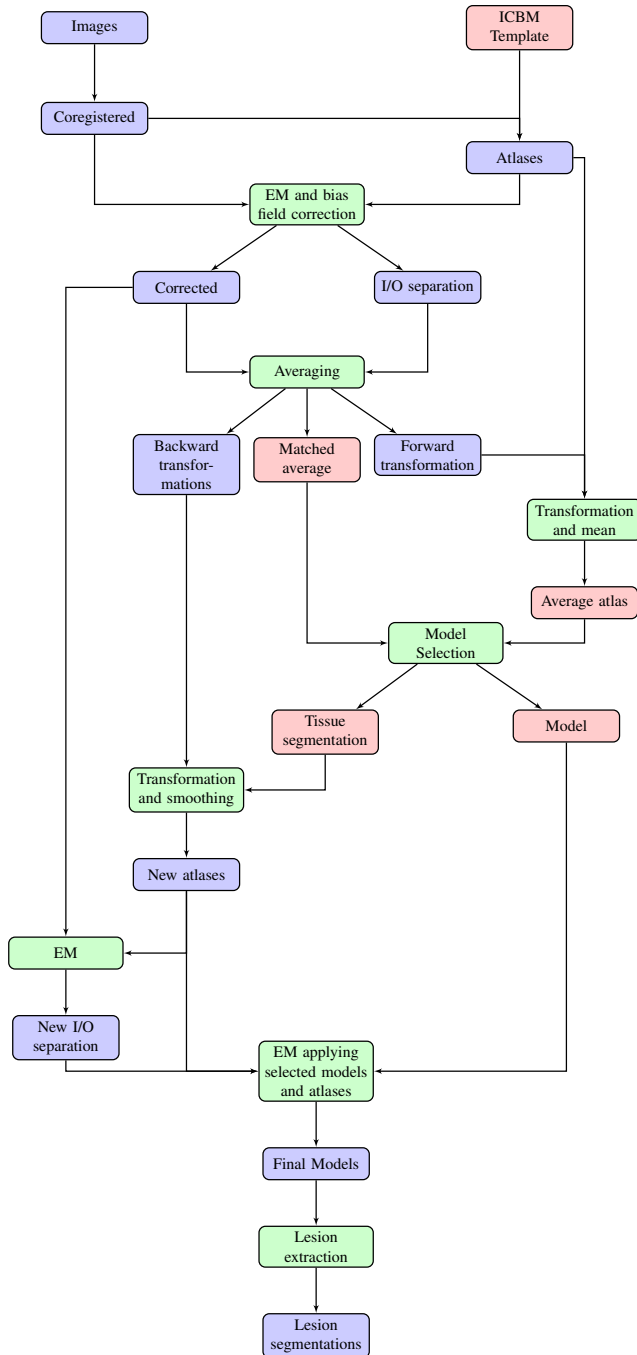 Images
ICBM
Template
Coregistered
Atlases
EM and bias
field correction
Corrected
I/O separation
Averaging
Backward
transfor-
mations
Matched
average
Forward
transformation
Transformation
and mean
Average atlas
Model
Selection
Tissue
segmentation
Model
Transformation
and smoothing
New atlases
EM
New I/O
separation
EM applying
selected models
and atlases
Final Models
Lesion
extraction
Lesion
segmentations